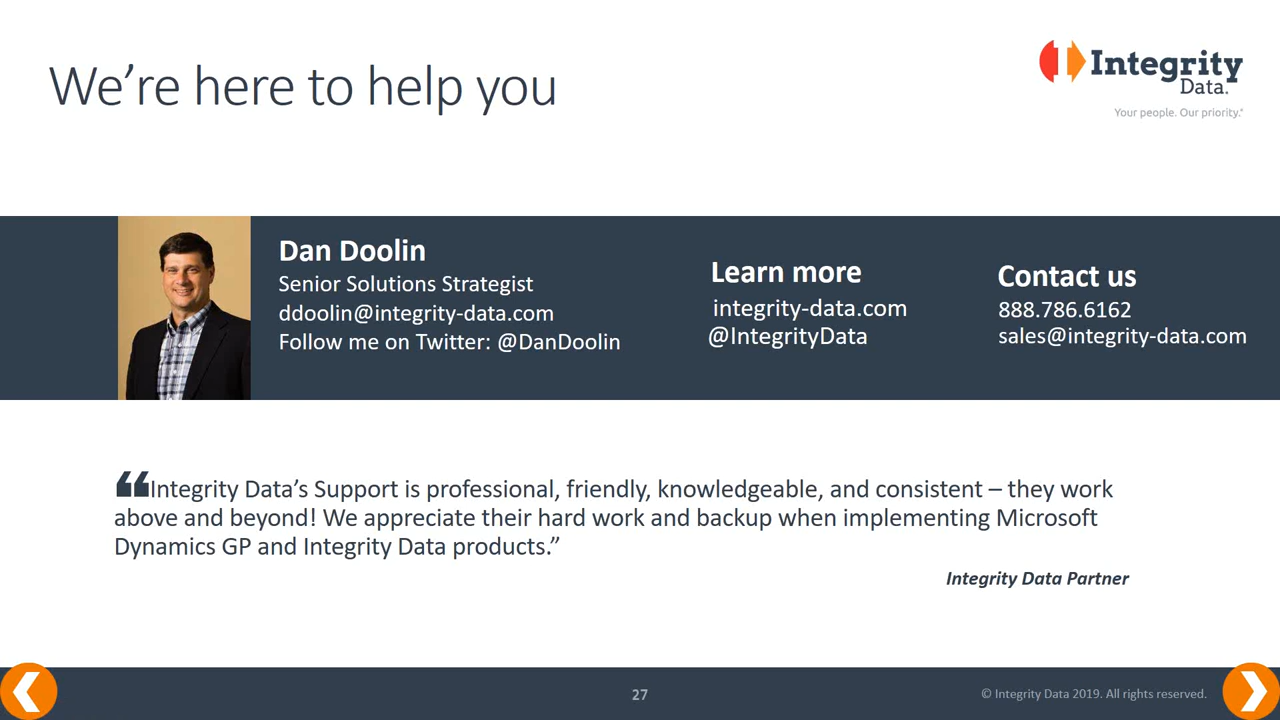 We're here to help you
Integrity
Data.
Your people. Our priority.®
Dan Doolin
Senior Solutions Strategist
ddoolin@integrity-data.com
Follow me on Twitter: @DanDoolin
Learn more
integrity-data.com
@IntegrityData
Contact us
888.786.6162
sales@integrity-data.com
“Integrity Data's Support is professional, friendly, knowledgeable, and consistent – they work
above and beyond! We appreciate their hard work and backup when implementing Microsoft
Dynamics GP and Integrity Data products.”
Integrity Data Partner
27
© Integrity Data 2019. All rights reserved.